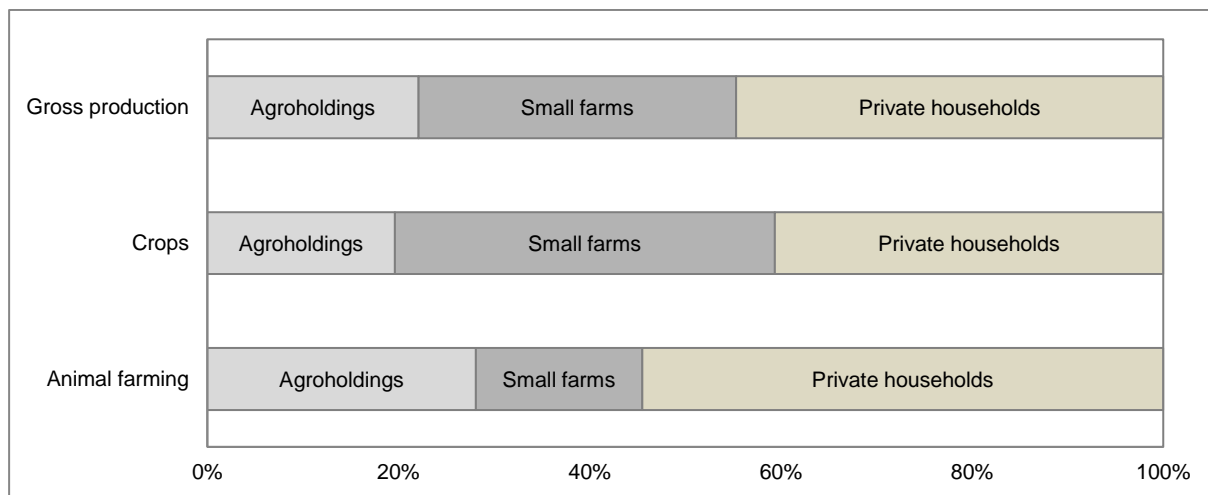 Gross production
Agroholdings
Small farms
Private households
Crops
Agroholdings
Small farms
Private households
Animal farming
Agroholdings
Small farms
Private households
0%
20%
40%
60%
80%
100%